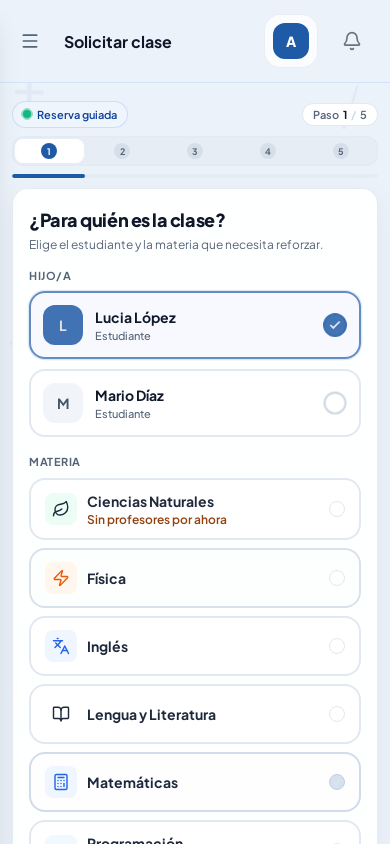 Solicitar clase
A
Reserva guiada
Paso 1 / 5
1
2
3
4
5
¿Para quién es la clase?
Elige el estudiante y la materia que necesita reforzar.
HIJO/A
L
Lucia López
Estudiante
M
Mario Díaz
Estudiante
MATERIA
Ciencias Naturales
Sin profesores por ahora
Física
Inglés
Lengua y Literatura
Matemáticas
Programación